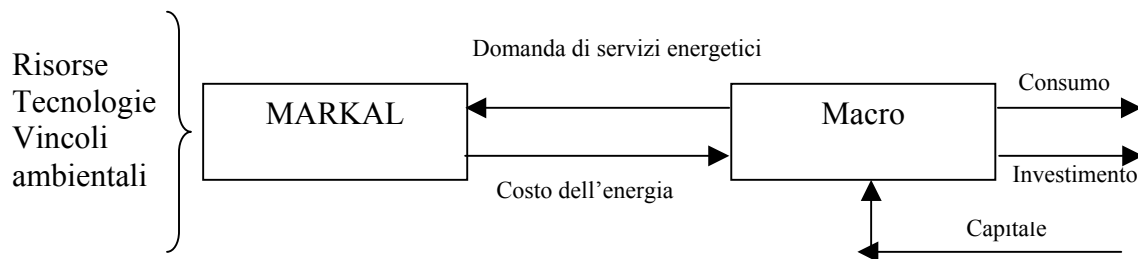 Risorse
Tecnologie
Vincoli
ambientali
MARKAL
Domanda di servizi energetici
Costo dell’energia
Macro
Consumo
Investimento
Capitale